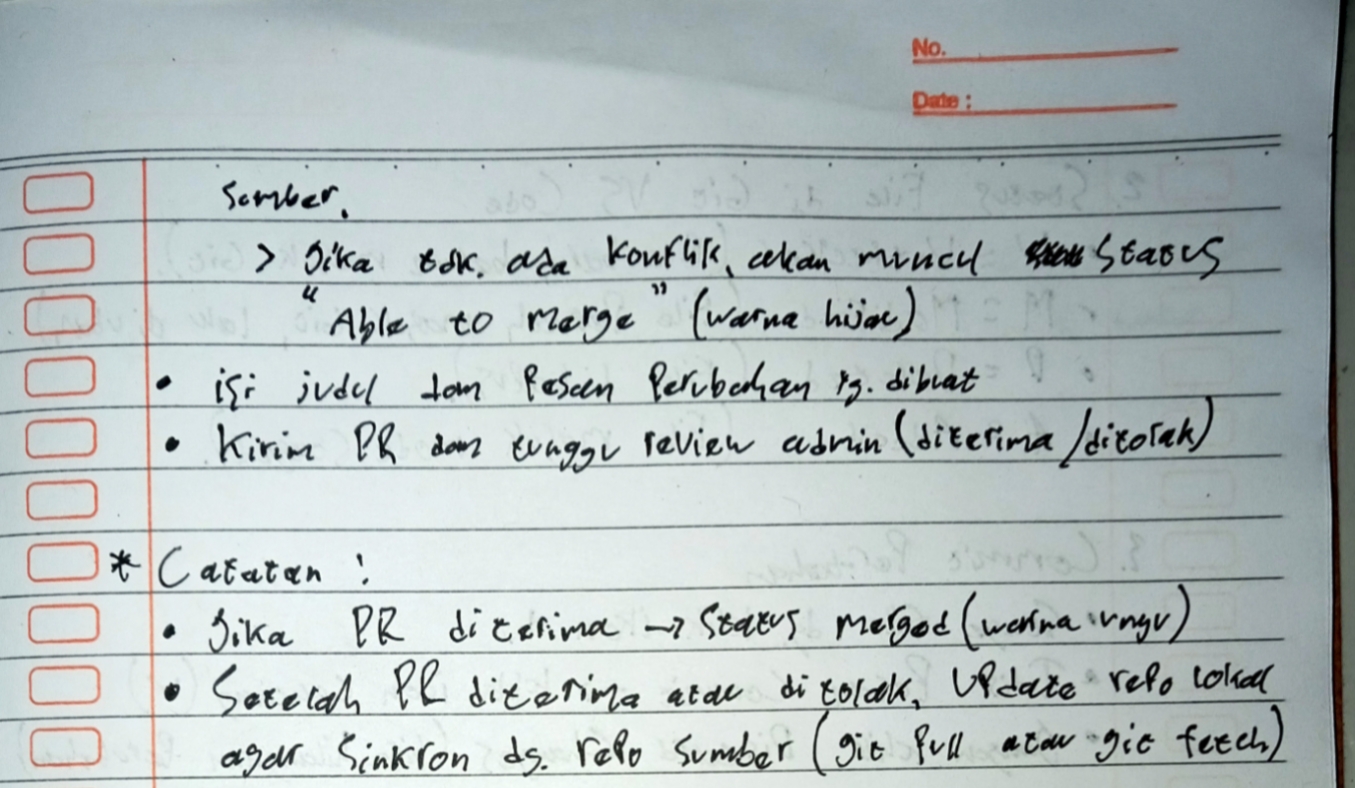 No.
Date :
Sumber.
> Jika tdk. ada konflik, akan muncul status
"Able to merge" (warna hijau)
• isi judul dan Pesan Perubahan yg. dibuat
• Kirim PR dan tunggu review admin (diterima/ditolak)
* Catatan :
• Jika PR diterima → Status merged (warna ungu)
• Setelah PR diterima atau ditolak, Update repo lokal
agar Sinkron dg. repo Sumber (git pull atau git fetch)